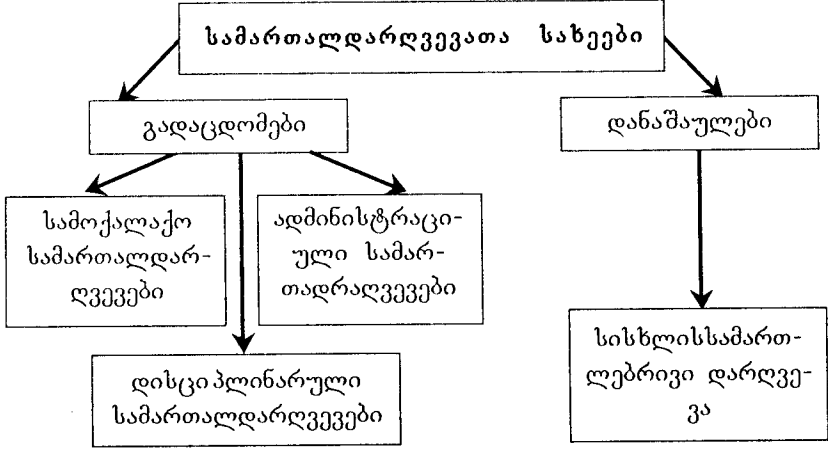 სამართალდარღვევათა სახეები
გადაცდომები
დანაშაულები
სამოქალაქო
სამართალდარ-
ღვევები
ადმინისტრაცი-
ული სამარ-
თადრაღვევები
დისციპლინარული
სამართალდარღვევები
სისხლისსამართ-
ლებრივი დარღვე-
ვა